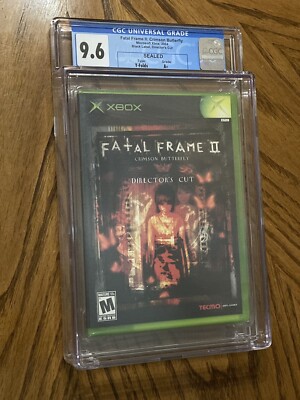 CGC UNIVERSAL GRADE
9.6
Fatal Frame II: Crimson Butterfly
SEALED
A+
XBOX
FATAL FRAME II
CRIMSON BUTTERFLY
DIRECTOR'S CUT
M
TECMO